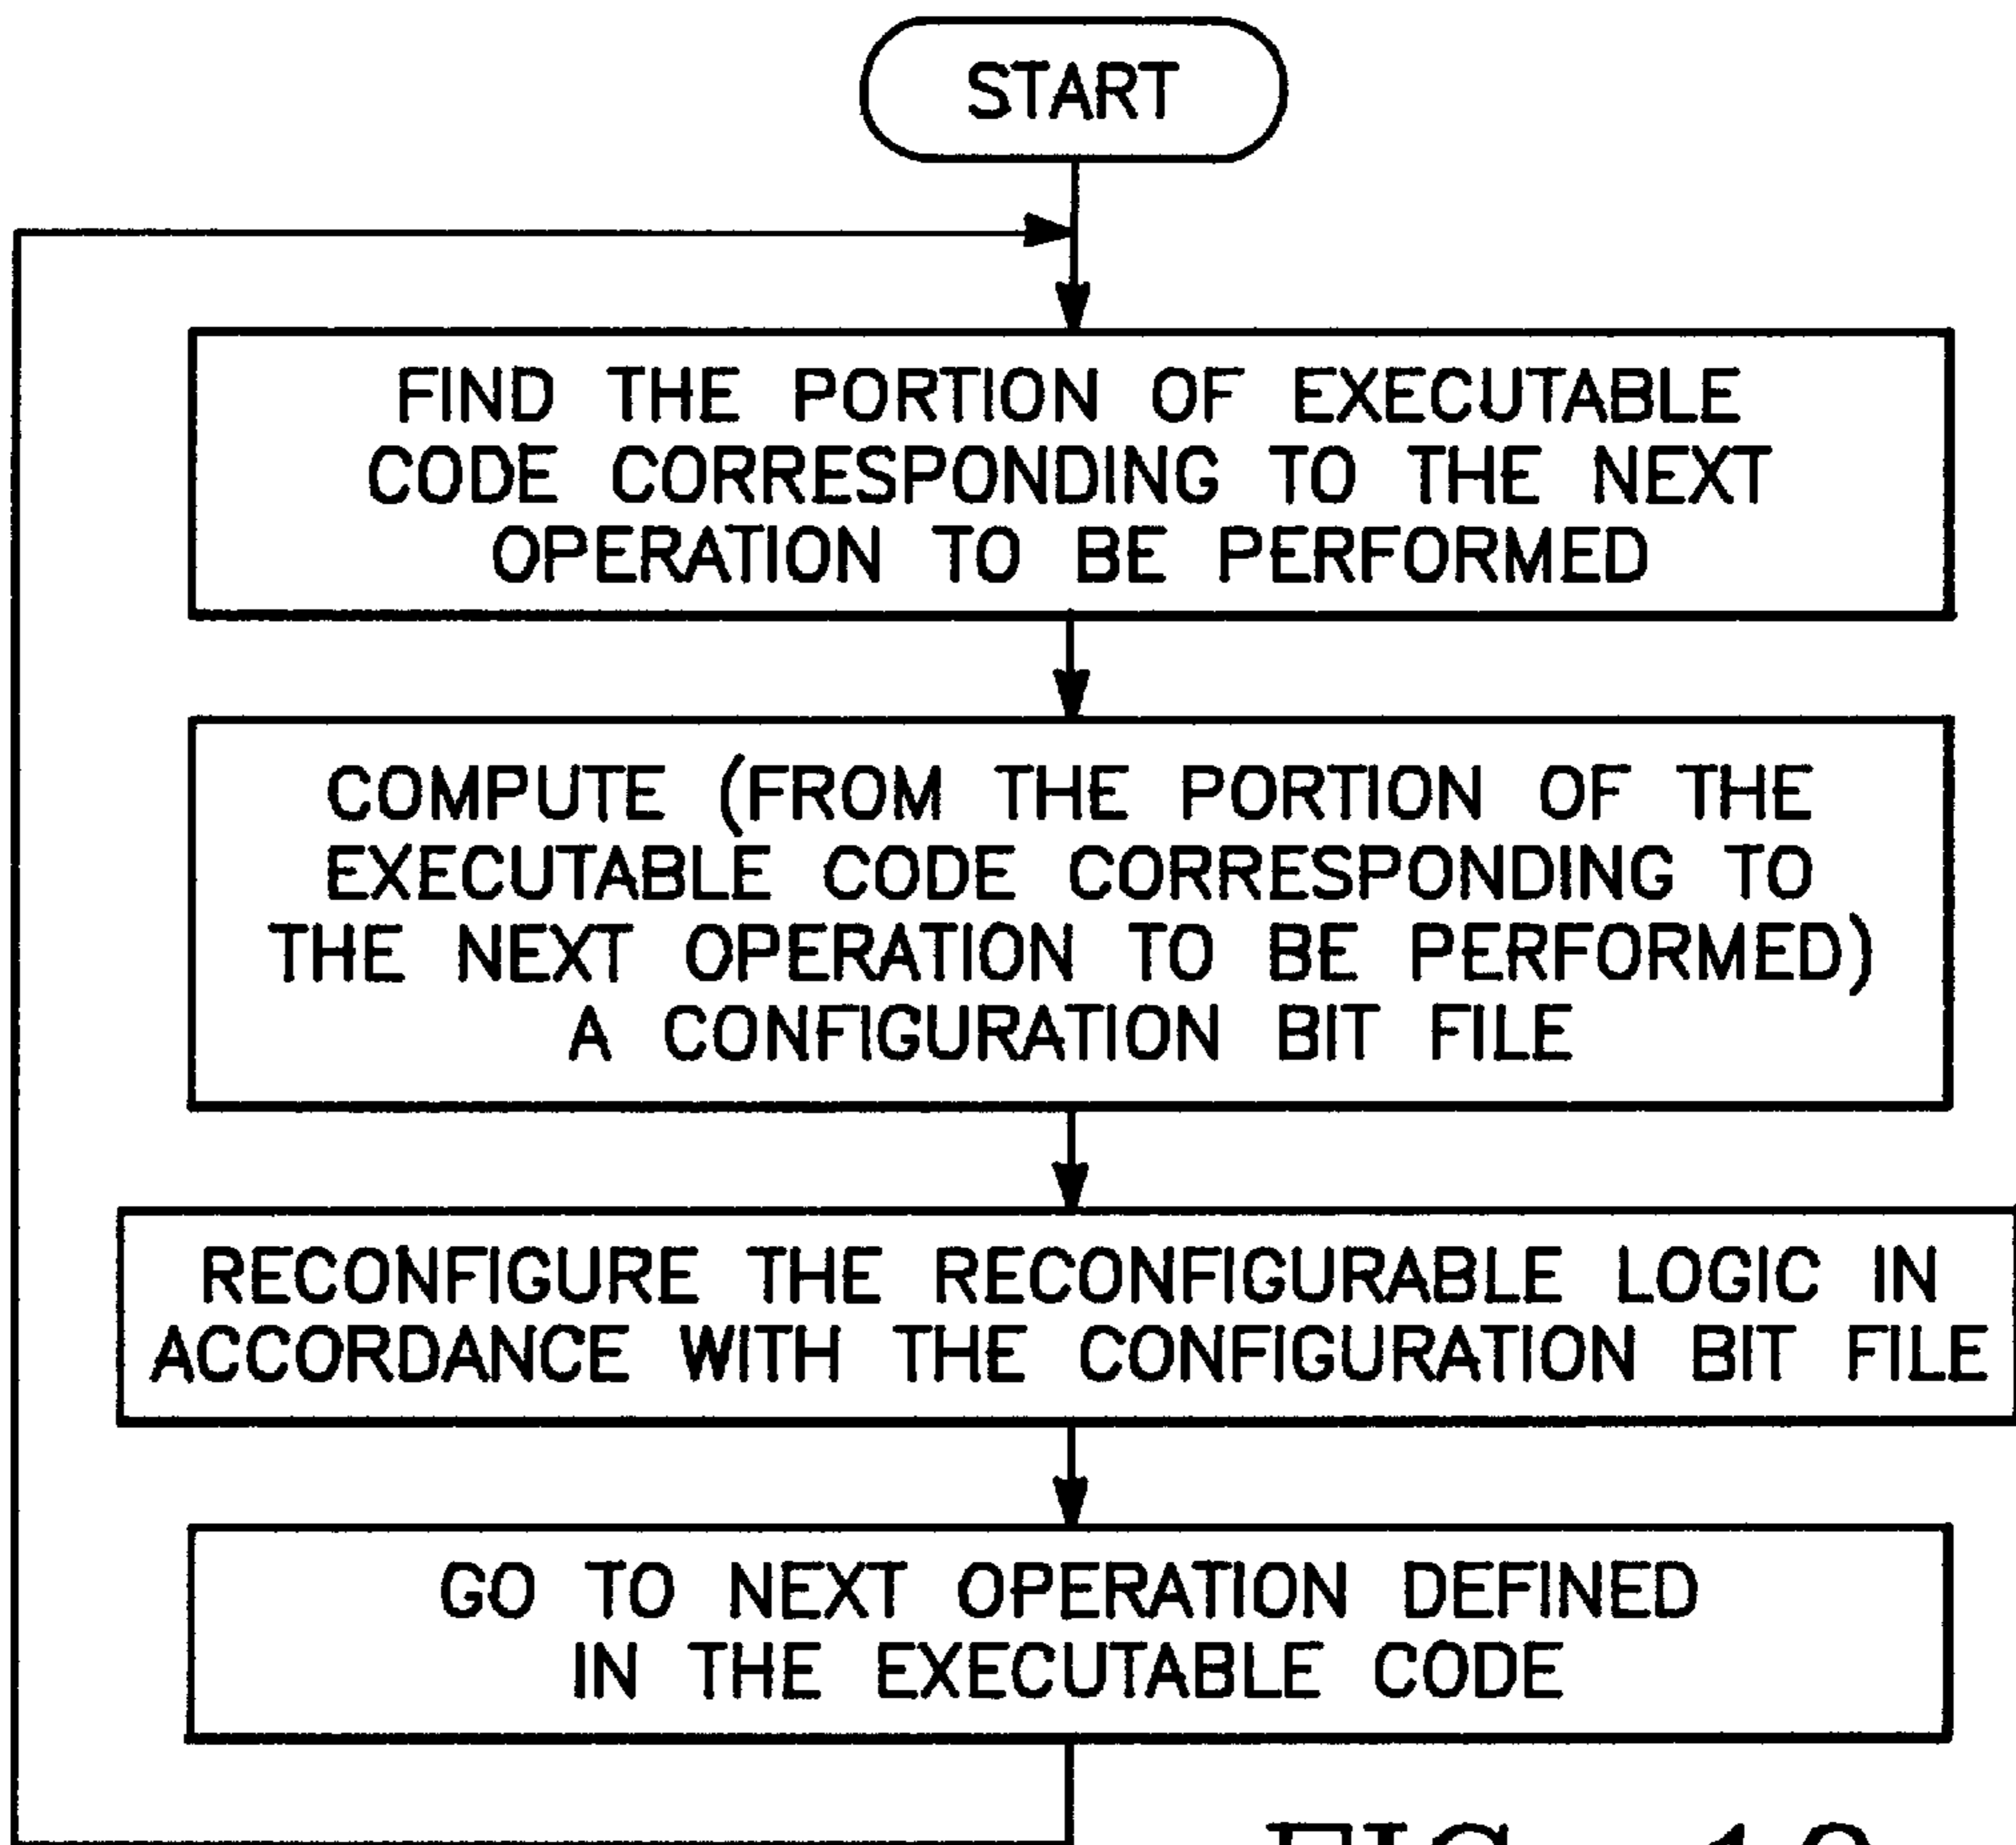 START
FIND THE PORTION OF EXECUTABLE
CODE CORRESPONDING TO THE NEXT
OPERATION TO BE PERFORMED
COMPUTE (FROM THE PORTION OF THE
EXECUTABLE CODE CORRESPONDING TO
THE NEXT OPERATION TO BE PERFORMED)
A CONFIGURATION BIT FILE
RECONFIGURE THE RECONFIGURABLE LOGIC IN
ACCORDANCE WITH THE CONFIGURATION BIT FILE
GO TO NEXT OPERATION DEFINED
IN THE EXECUTABLE CODE
FIG.